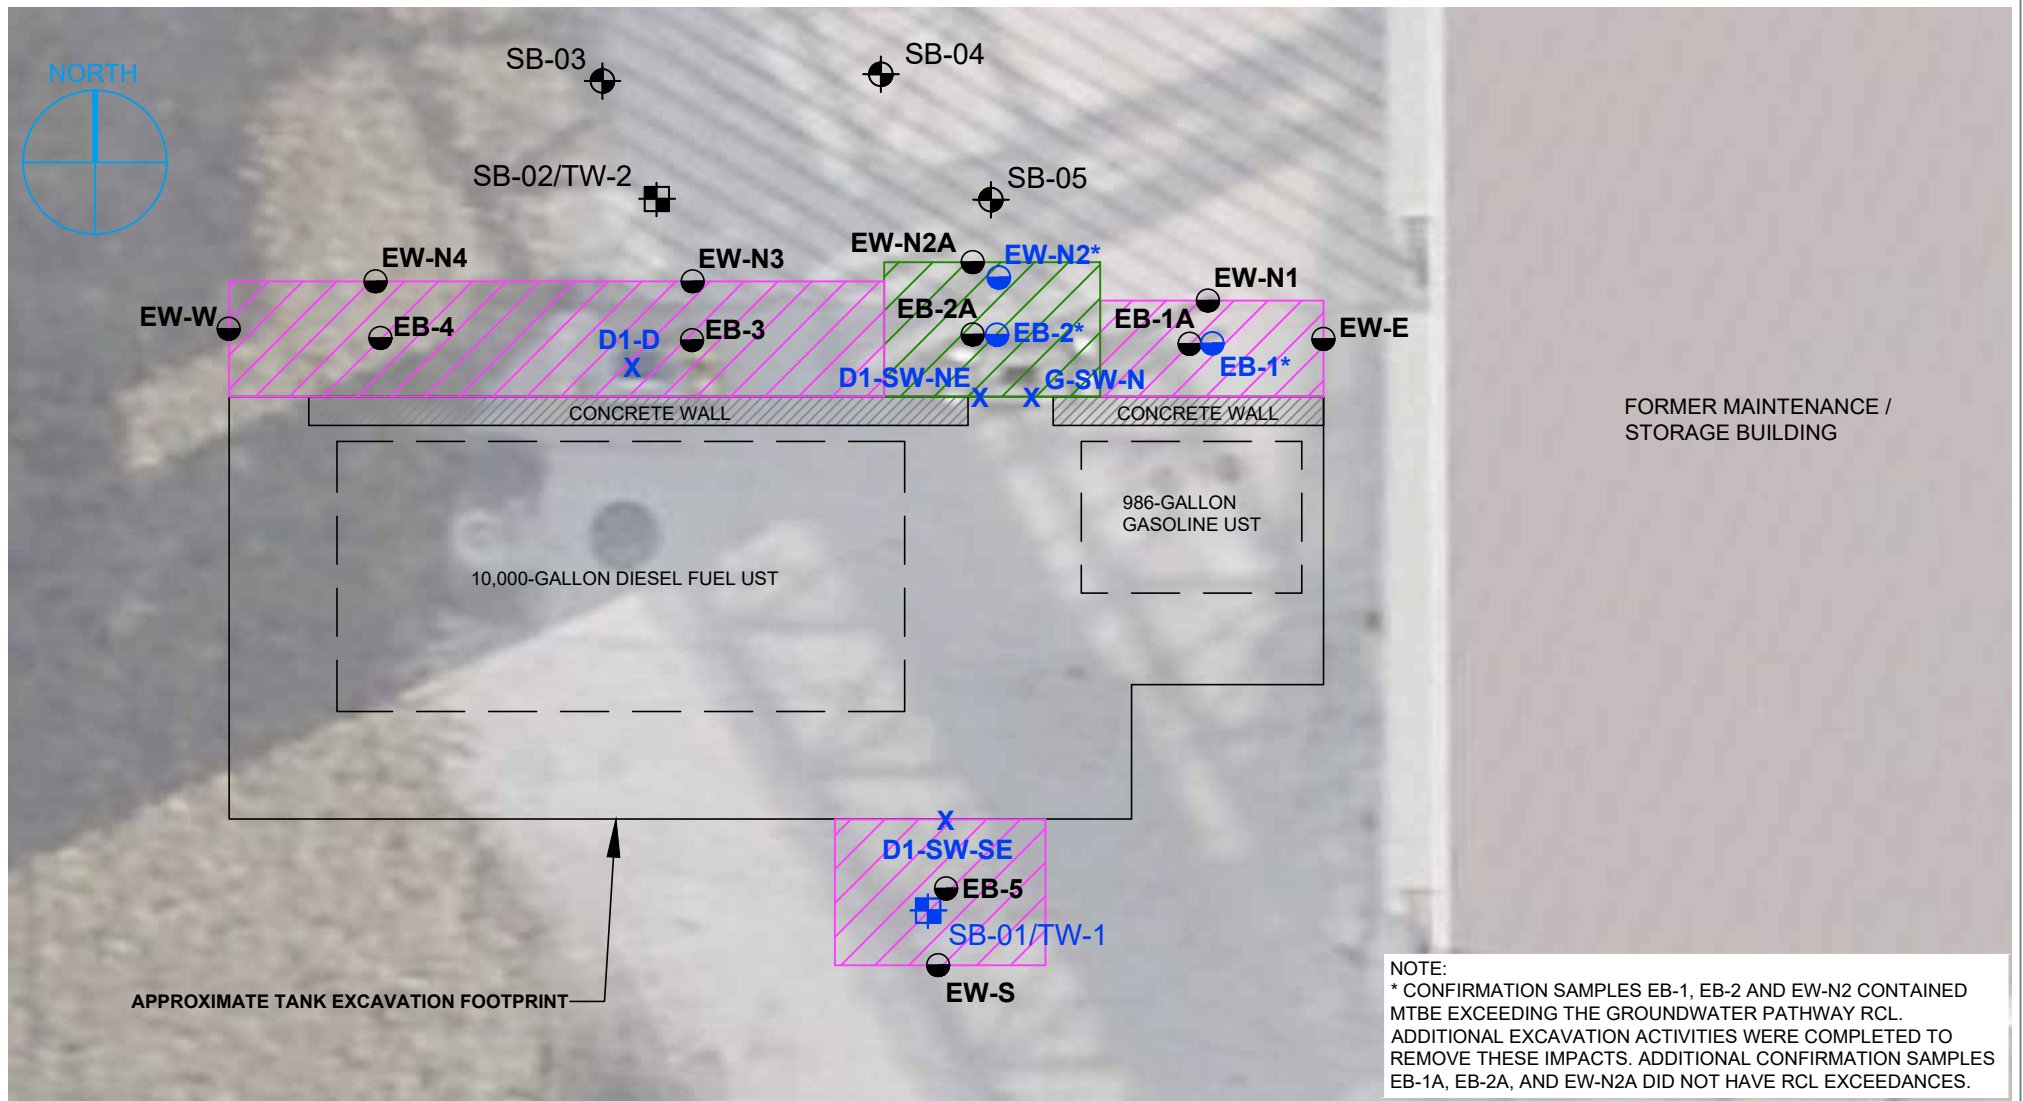 NORTH
SB-03
SB-04
SB-02/TW-2
SB-05
EW-N4
EW-N3
EW-N2A
EW-N2*
EW-N1
EW-W
EB-4
EB-3
EB-2A
EB-2*
EB-1A
EW-E
D1-D
X
EB-1*
D1-SW-NE
G-SW-N
X
X
CONCRETE WALL
CONCRETE WALL
FORMER MAINTENANCE /
STORAGE BUILDING
986-GALLON
GASOLINE UST
10,000-GALLON DIESEL FUEL UST
X
D1-SW-SE
EB-5
SB-01/TW-1
EW-S
APPROXIMATE TANK EXCAVATION FOOTPRINT
NOTE:
* CONFIRMATION SAMPLES EB-1, EB-2 AND EW-N2 CONTAINED
MTBE EXCEEDING THE GROUNDWATER PATHWAY RCL.
ADDITIONAL EXCAVATION ACTIVITIES WERE COMPLETED TO
REMOVE THESE IMPACTS. ADDITIONAL CONFIRMATION SAMPLES
EB-1A, EB-2A, AND EW-N2A DID NOT HAVE RCL EXCEEDANCES.